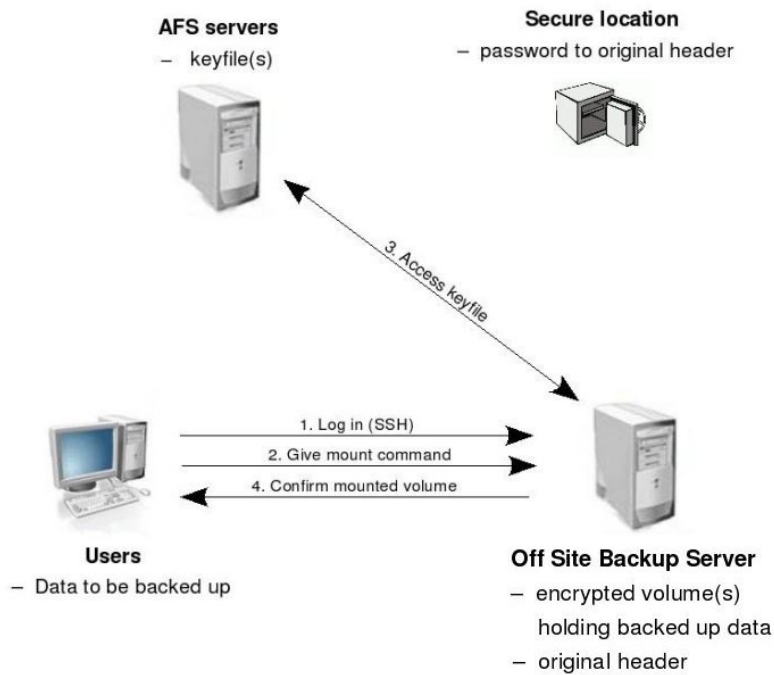 AFS servers
– keyfile(s)
Secure location
– password to original header
3. Access keyfile
1. Log in (SSH)
2. Give mount command
4. Confirm mounted volume
Users
– Data to be backed up
Off Site Backup Server
– encrypted volume(s)
holding backed up data
– original header